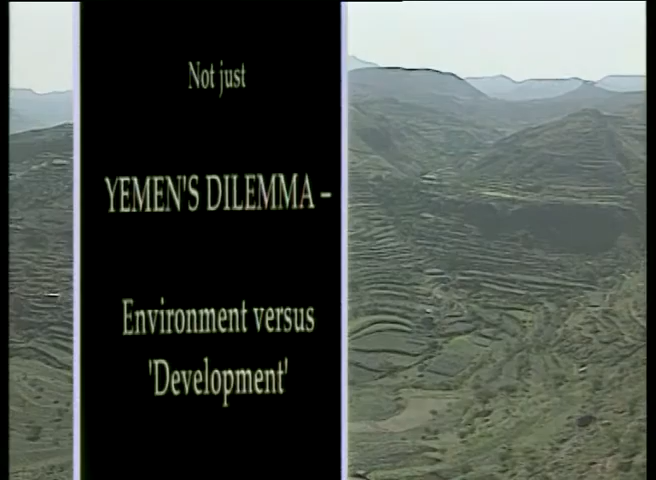 Not just
YEMEN'S DILEMMA –
Environment versus
'Development'